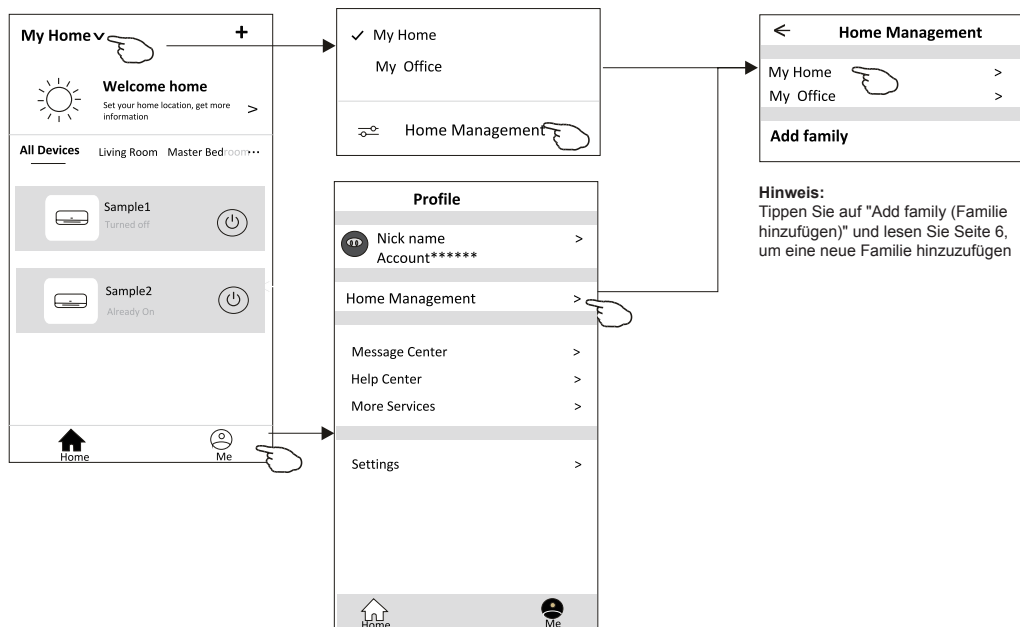 My Home
+
Welcome home
Set your home location, get more
information
>
All Devices Living Room Master Bedroom ···
Sample1
Turned off
Sample2
Already On
Home
Me
✓ My Home
My Office
Home Management
Profile
Nick name >
Account******
Home Management >
Message Center >
Help Center >
More Services >
Settings >
Home
Me
Home Management
My Home >
My Office >
Add family
Hinweis:
Tippen Sie auf "Add family (Familie
hinzufügen)" und lesen Sie Seite 6,
um eine neue Familie hinzuzufügen